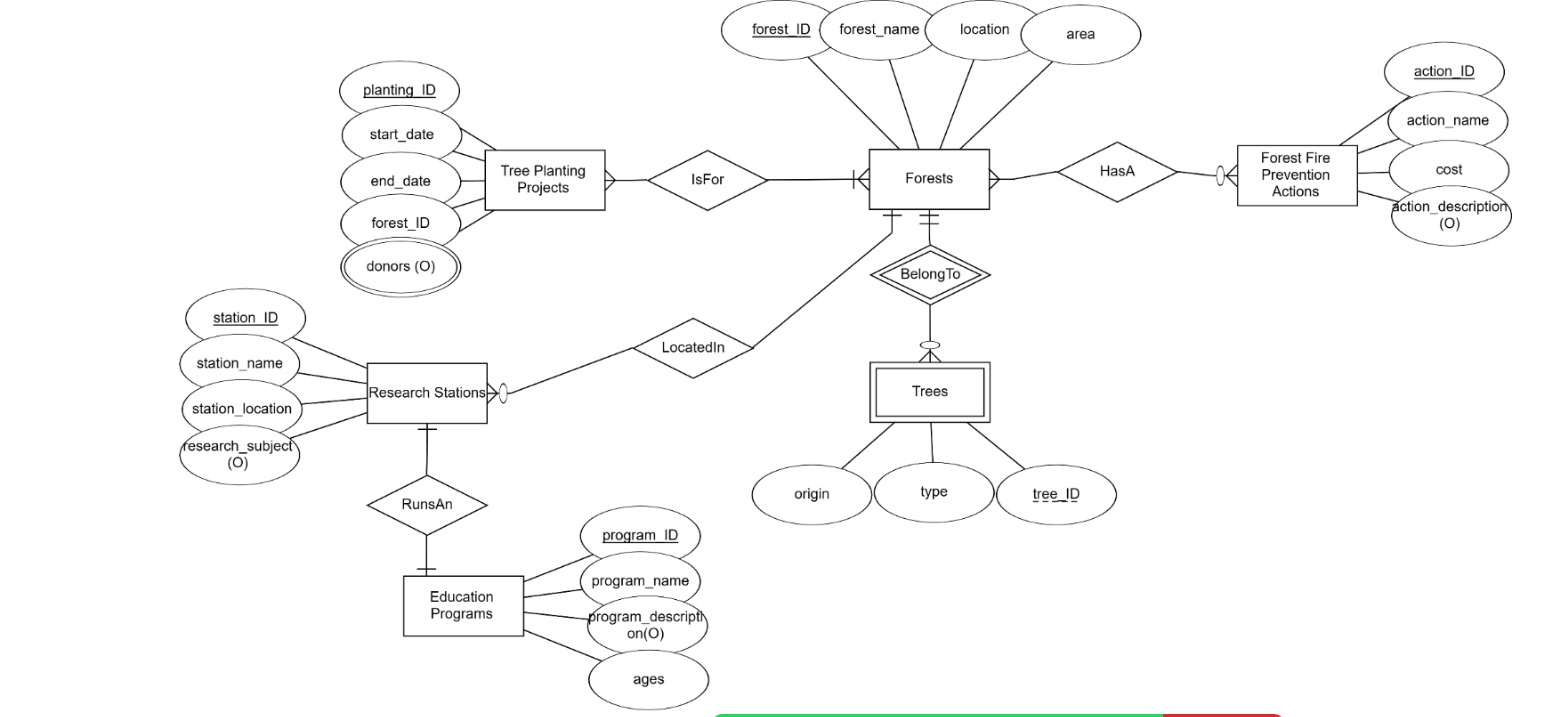 forest_ID
forest_name
location
area
planting_ID
start_date
end_date
forest_ID
donors (O)
Tree Planting
Projects
IsFor
Forests
HasA
Forest Fire
Prevention
Actions
action_ID
action_name
cost
action_description
(O)
BelongTo
Trees
origin
type
tree_ID
LocatedIn
station_ID
station_name
station_location
research_subject
(O)
Research Stations
RunsAn
Education
Programs
program_ID
program_name
program_descripti
on(O)
ages